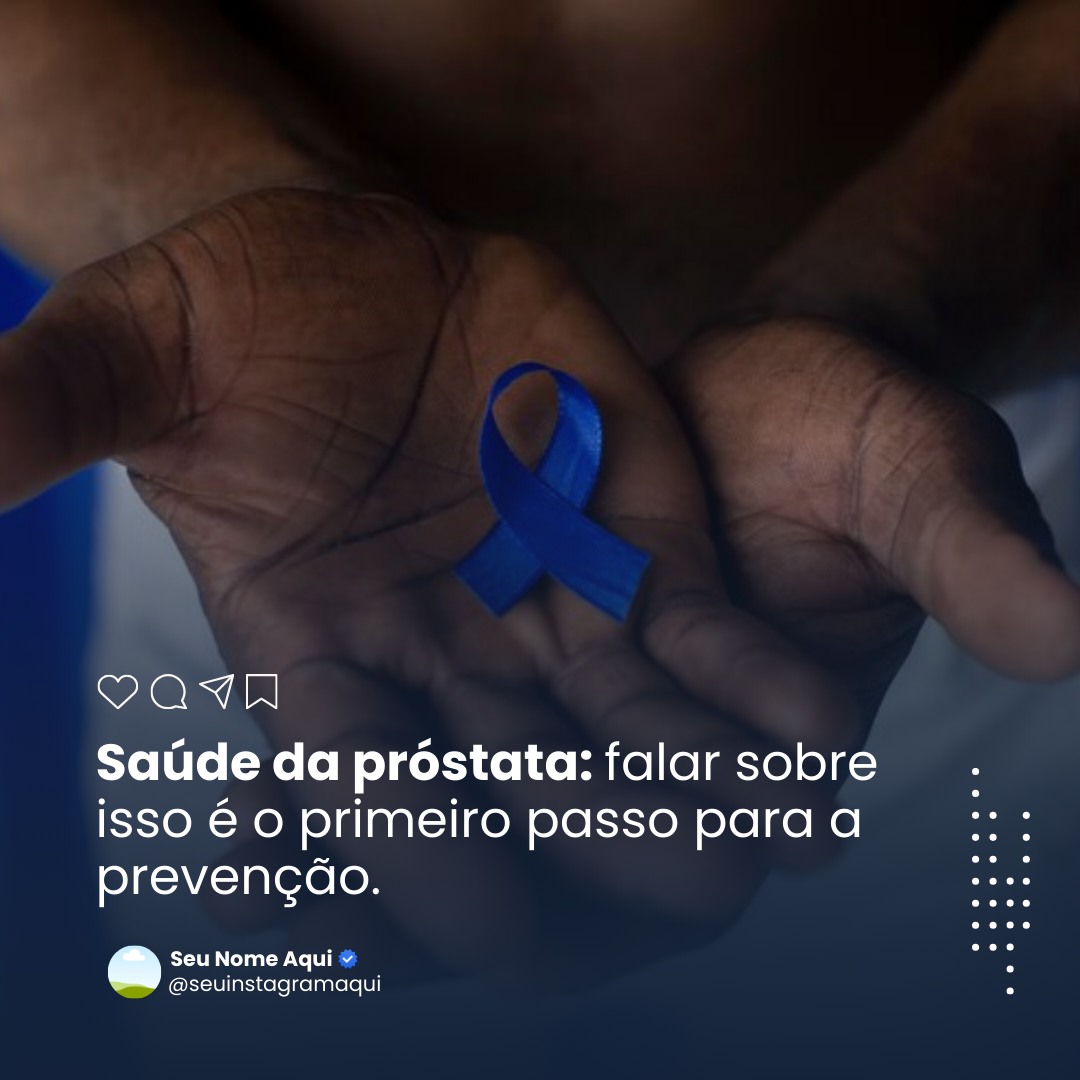 Saúde da próstata: falar sobre
isso é o primeiro passo para a
prevenção.
Seu Nome Aqui
@seuinstagramaqui